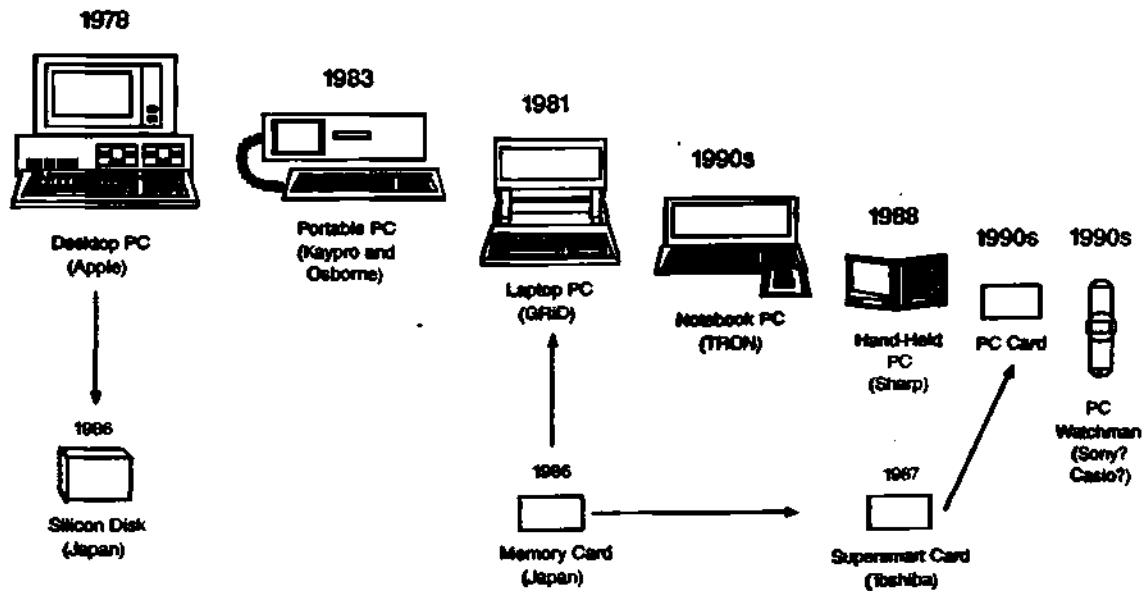 1978
Desktop PC
(Apple)
1983
Portable PC
(Kaypro and
Osborne)
1981
Laptop PC
(GRiD)
1990s
Notebook PC
(TRON)
1988
Hand-Held
PC
(Sharp)
1990s
PC Card
1990s
PC
Watchman
(Sony?
Casio?)
1986
Silicon Disk
(Japan)
1986
Memory Card
(Japan)
1987
Supersmart Card
(Toshiba)